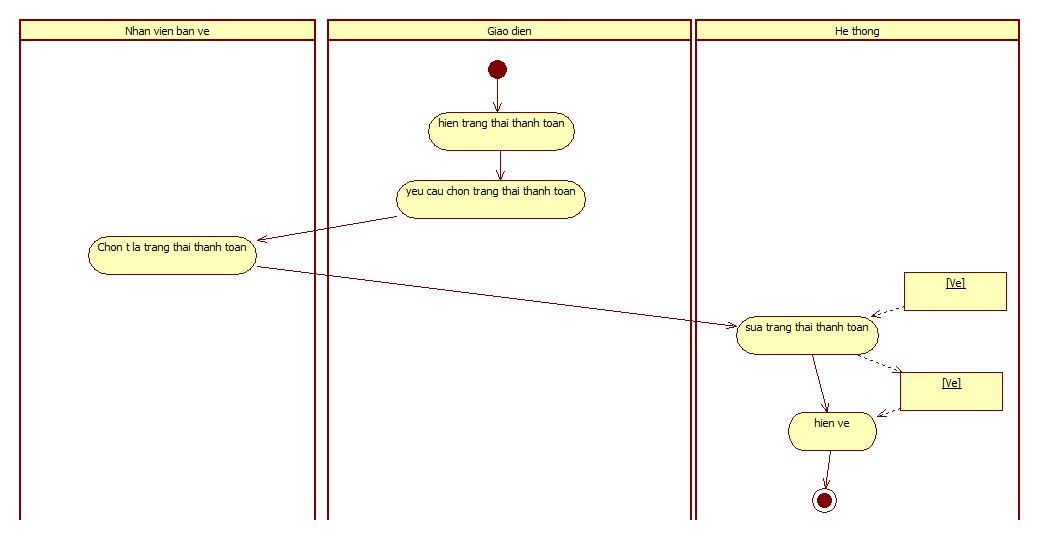 Nhan vien ban ve
Giao dien
He thong
hien trang thai thanh toan
yeu cau chon trang thai thanh toan
Chon t la trang thai thanh toan
[Ve]
sua trang thai thanh toan
[Ve]
hien ve